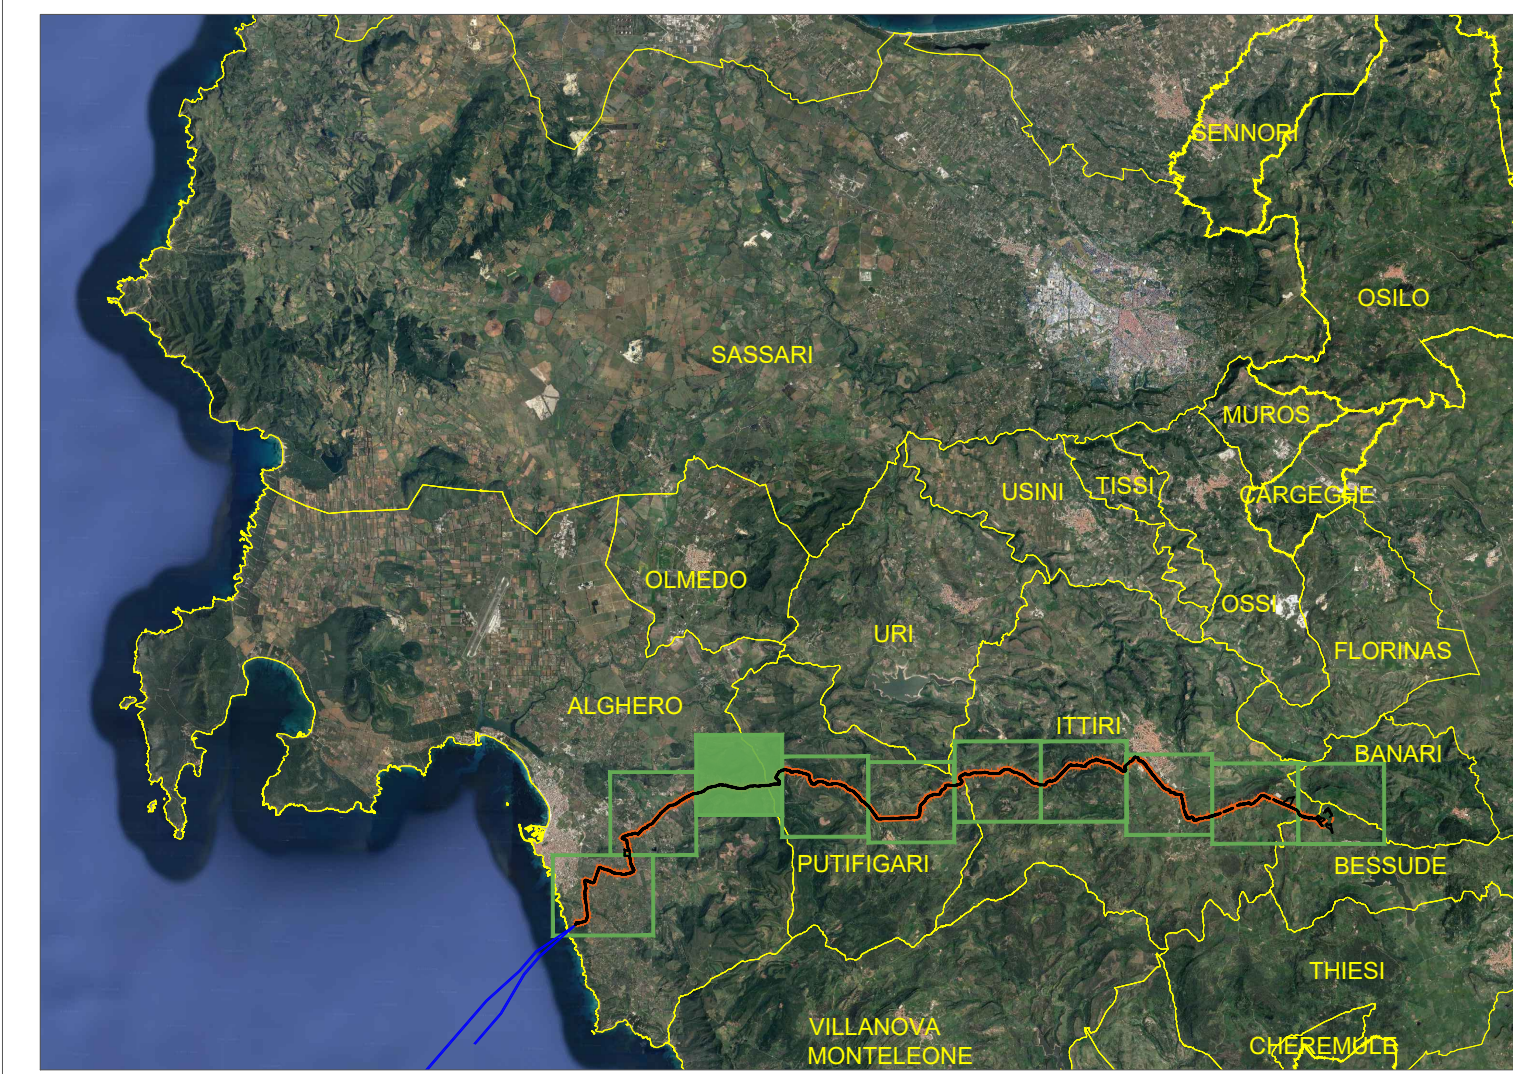 SENNORI
OSILO
SASSARI
MUROS
USINI
TISSI
CARGEGHE
OLMEDO
OSSI
URI
FLORINAS
ALGHERO
ITTIRI
BANARI
PUTIFIGARI
BESSUDE
THIESI
VILLANOVA
MONTELEONE
CHEREMULE